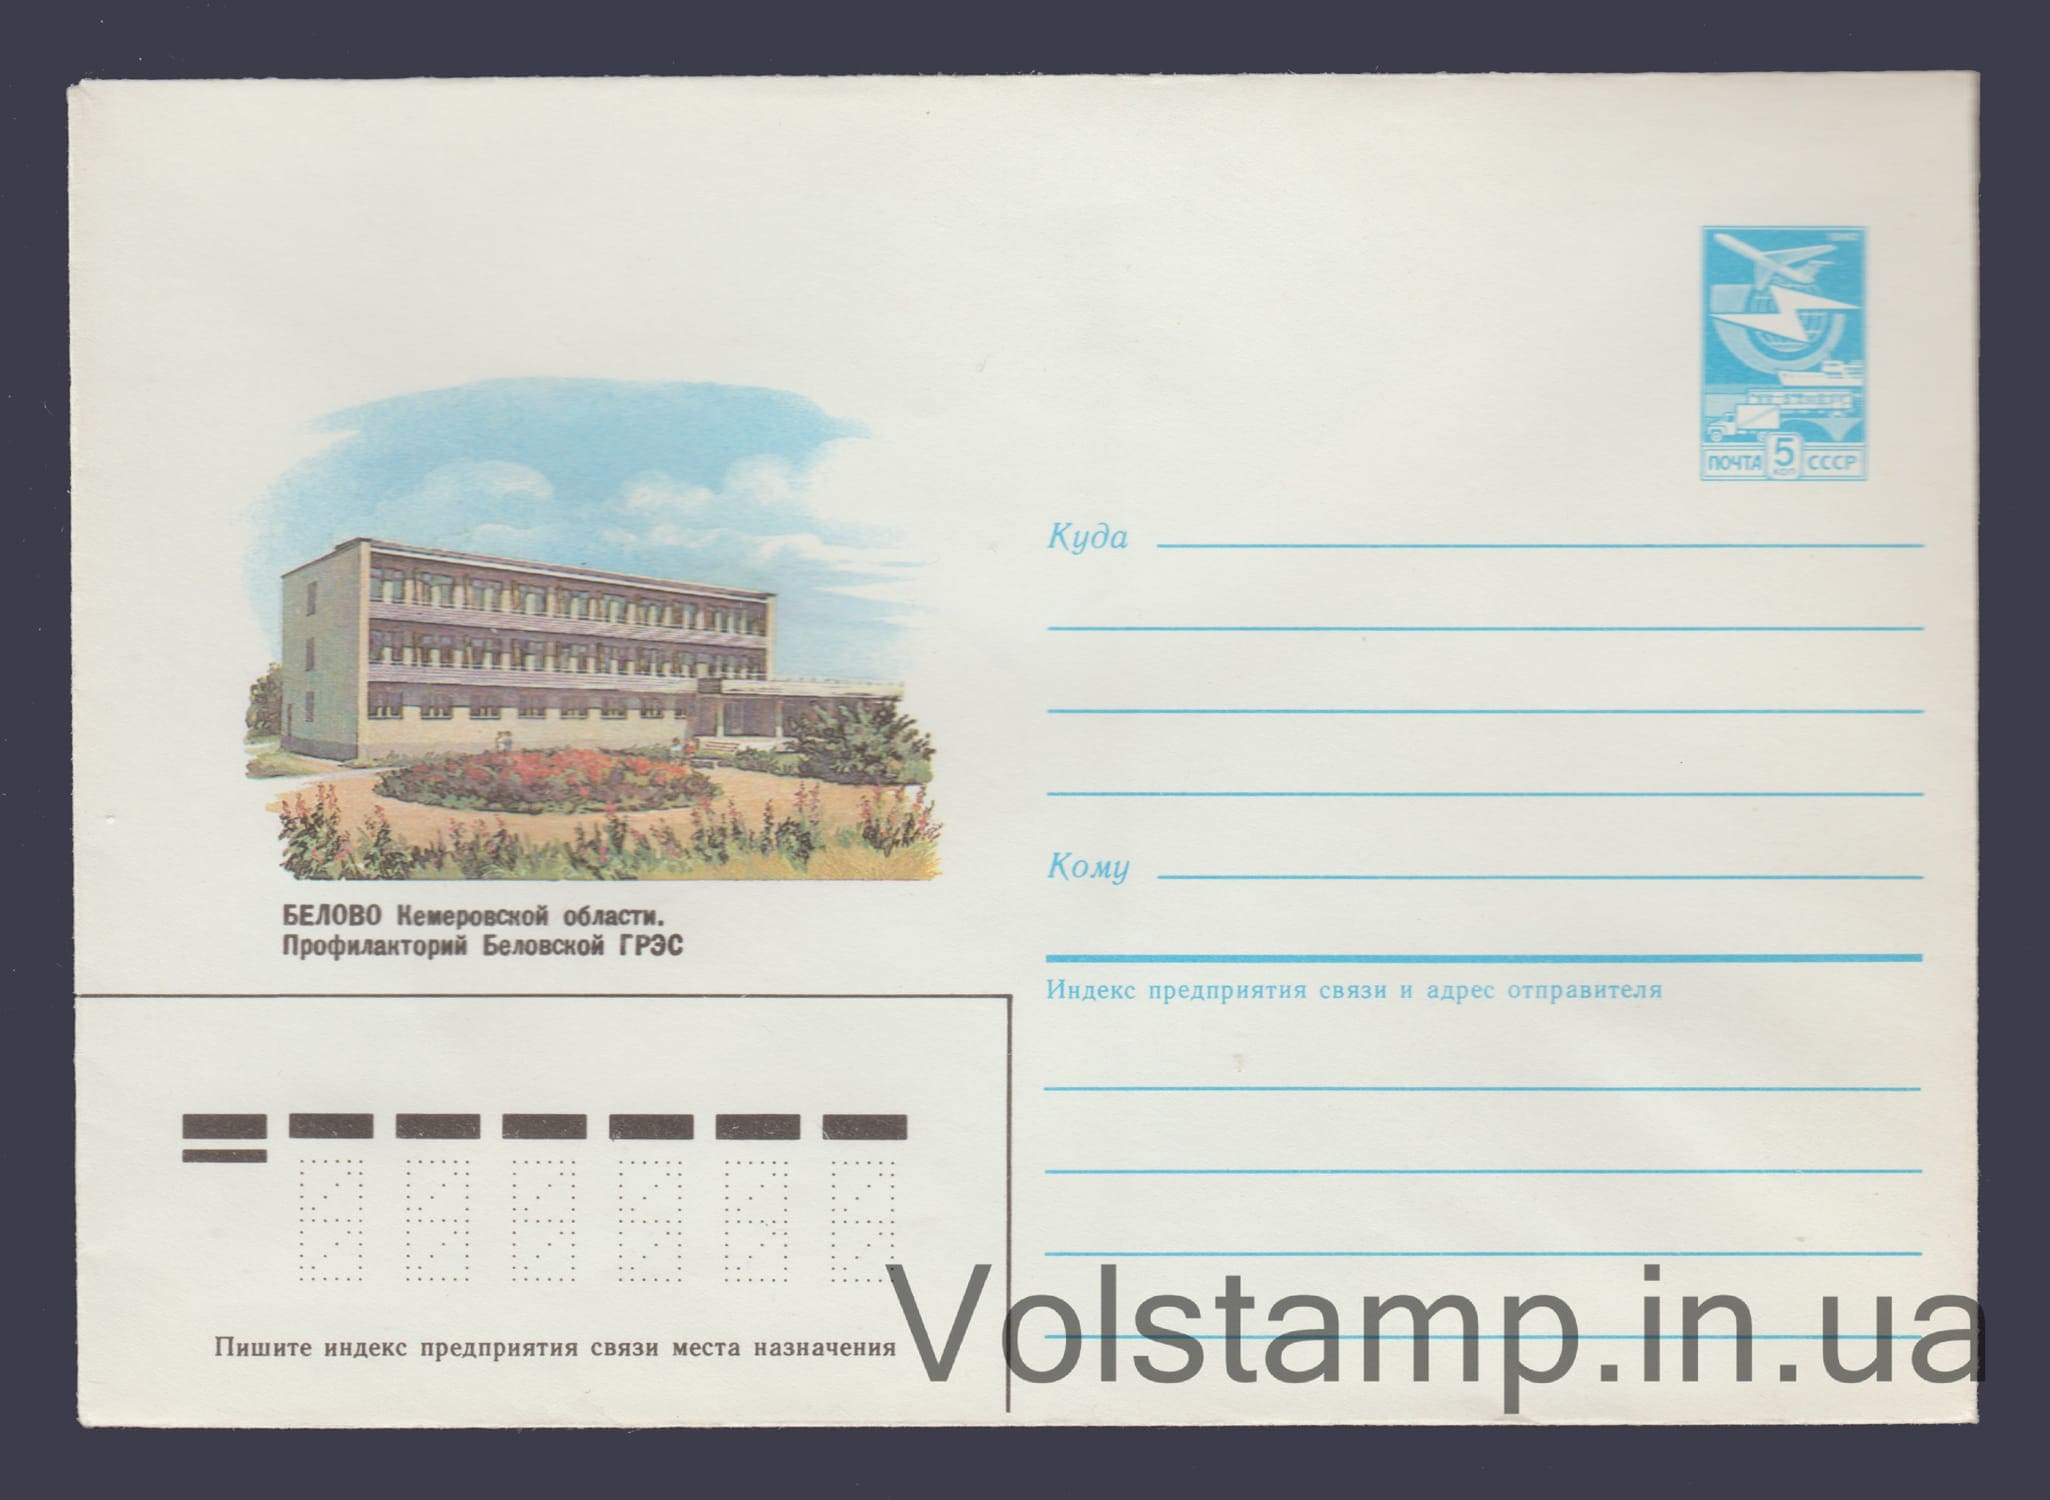 ПОЧТА 5 КОП СССР
Куда
Кому
БЕЛОВО Кемеровской области.
Профилакторий Беловской ГРЭС
Индекс предприятия связи и адрес отправителя
Пишите индекс предприятия связи места назначения
Volstamp.in.ua